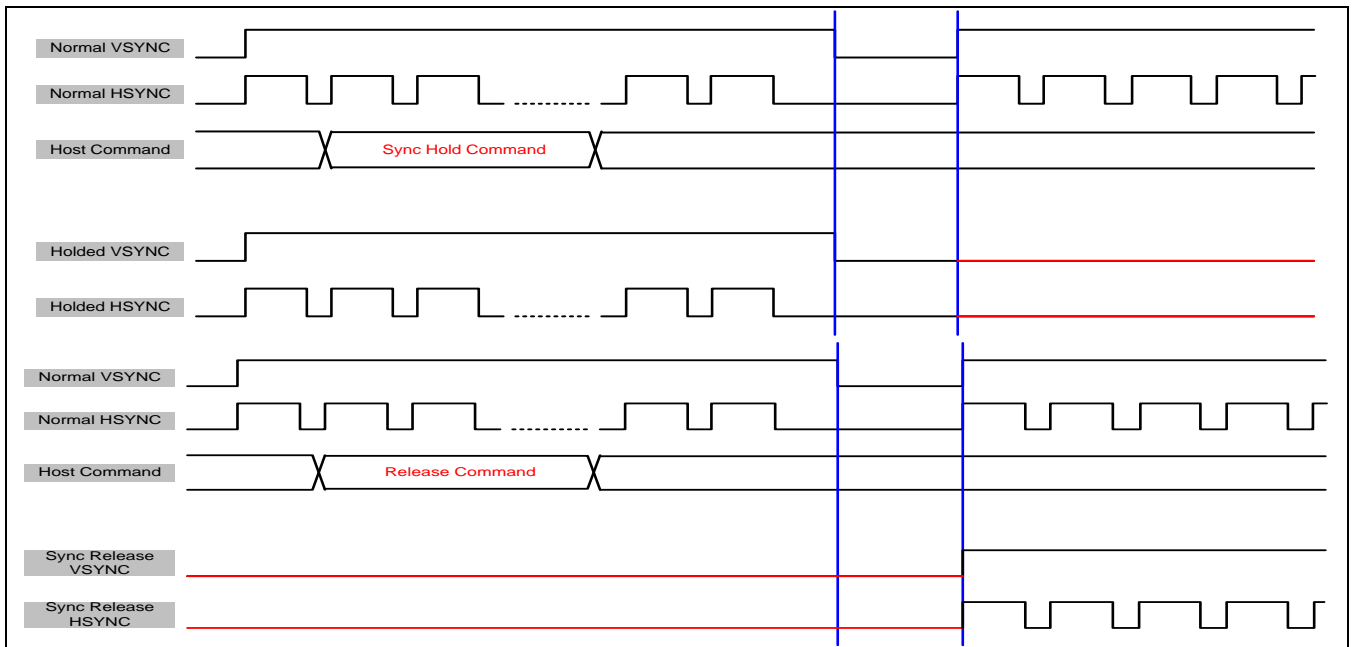 Normal VSYNC
Normal HSYNC
Host Command
Sync Hold Command
Holded VSYNC
Holded HSYNC
Normal VSYNC
Normal HSYNC
Host Command
Release Command
Sync Release
VSYNC
Sync Release
HSYNC